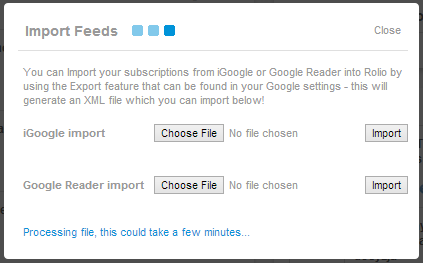 Import Feeds
Close
You can Import your subscriptions from iGoogle or Google Reader into Rolio by
using the Export feature that can be found in your Google settings - this will
generate an XML file which you can import below!
iGoogle import Choose File No file chosen Import
Google Reader import Choose File No file chosen Import
Processing file, this could take a few minutes...